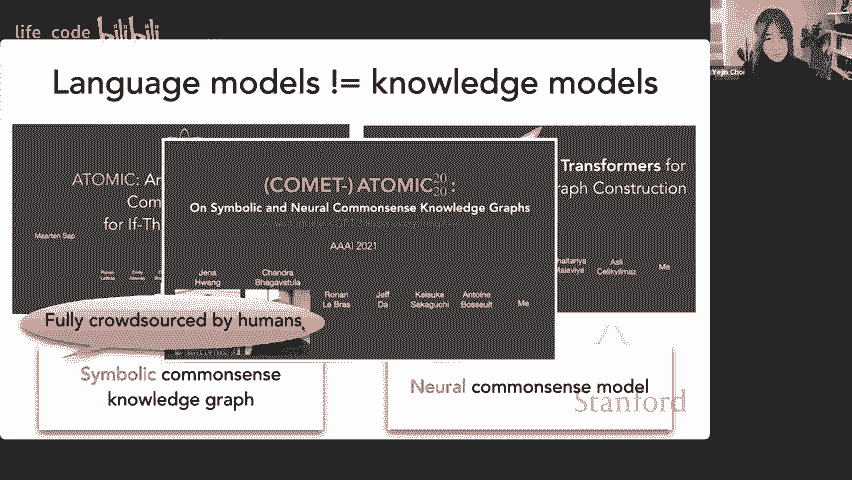 life_code bilibili
Yejin Choi
Language models != knowledge models
ATOMIC: An
Com
for If-Th
Maarten Sap
Transformers for
raph Construction
(COMET-) ATOMIC 20 20 :
On Symbolic and Neural Commonsense Knowledge Graphs
AAAI 2021
Jena Hwang
Chandra Bhagavatula
Ronan Le Bras
Jeff Da
Keisuke Sakaguchi
Antoine Bosselut
Me
Asli Celikyilmaz
Me
Fully crowdsourced by humans
Symbolic commonsense
knowledge graph
Neural commonsense model
Stanford